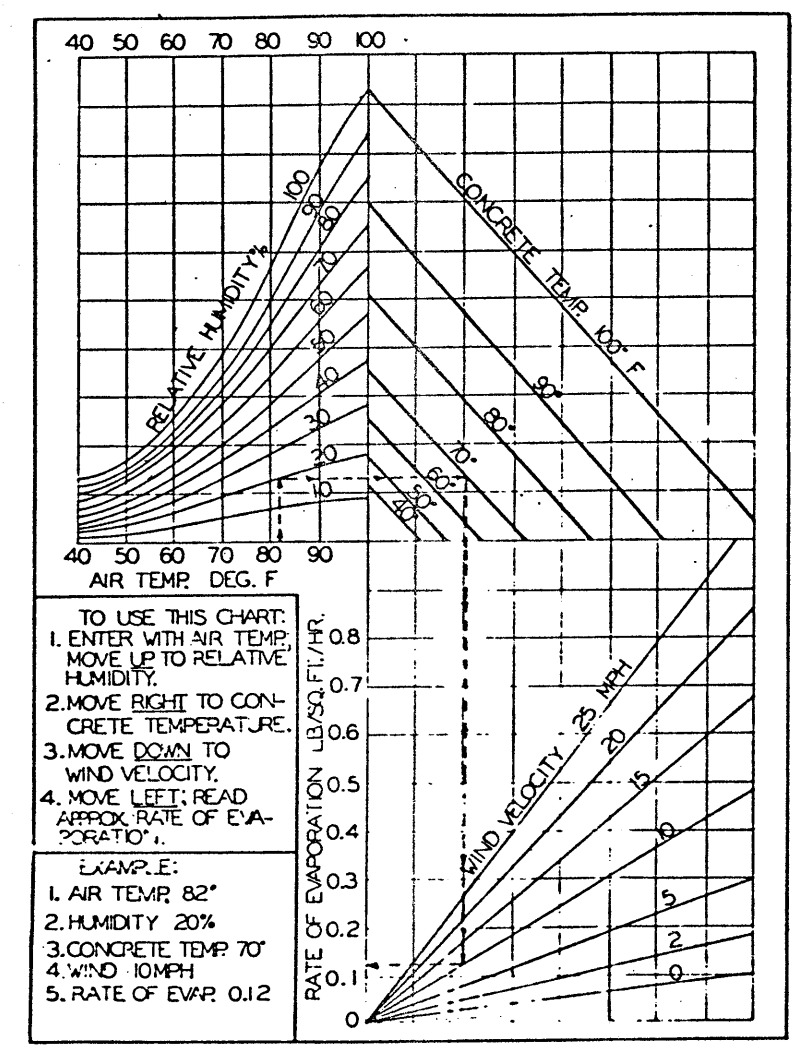 40 50 60 70 80 90 100
CONCRETE TEMP. 100° F
RELATIVE HUMIDITY %
100
90
80
70
60
50
40
30
20
10
90°
80°
70°
60°
50°
40°
40 50 60 70 80 90
AIR TEMP. DEG. F
TO USE THIS CHART:
1. ENTER WITH AIR TEMP.,
MOVE UP TO RELATIVE
HUMIDITY.
2. MOVE RIGHT TO CON-
CRETE TEMPERATURE.
3. MOVE DOWN TO
WIND VELOCITY.
4. MOVE LEFT; READ
APPROX. RATE OF EVA-
PORATION.
EXAMPLE:
1. AIR TEMP. 82°
2. HUMIDITY 20%
3. CONCRETE TEMP. 70°
4. WIND 10 MPH
5. RATE OF EVAP. 0.12
RATE OF EVAPORATION LB/SQ.FT./HR.
0.8
0.7
0.6
0.5
0.4
0.3
0.2
0.1
0
WIND VELOCITY 25 MPH
20
15
10
5
2
0